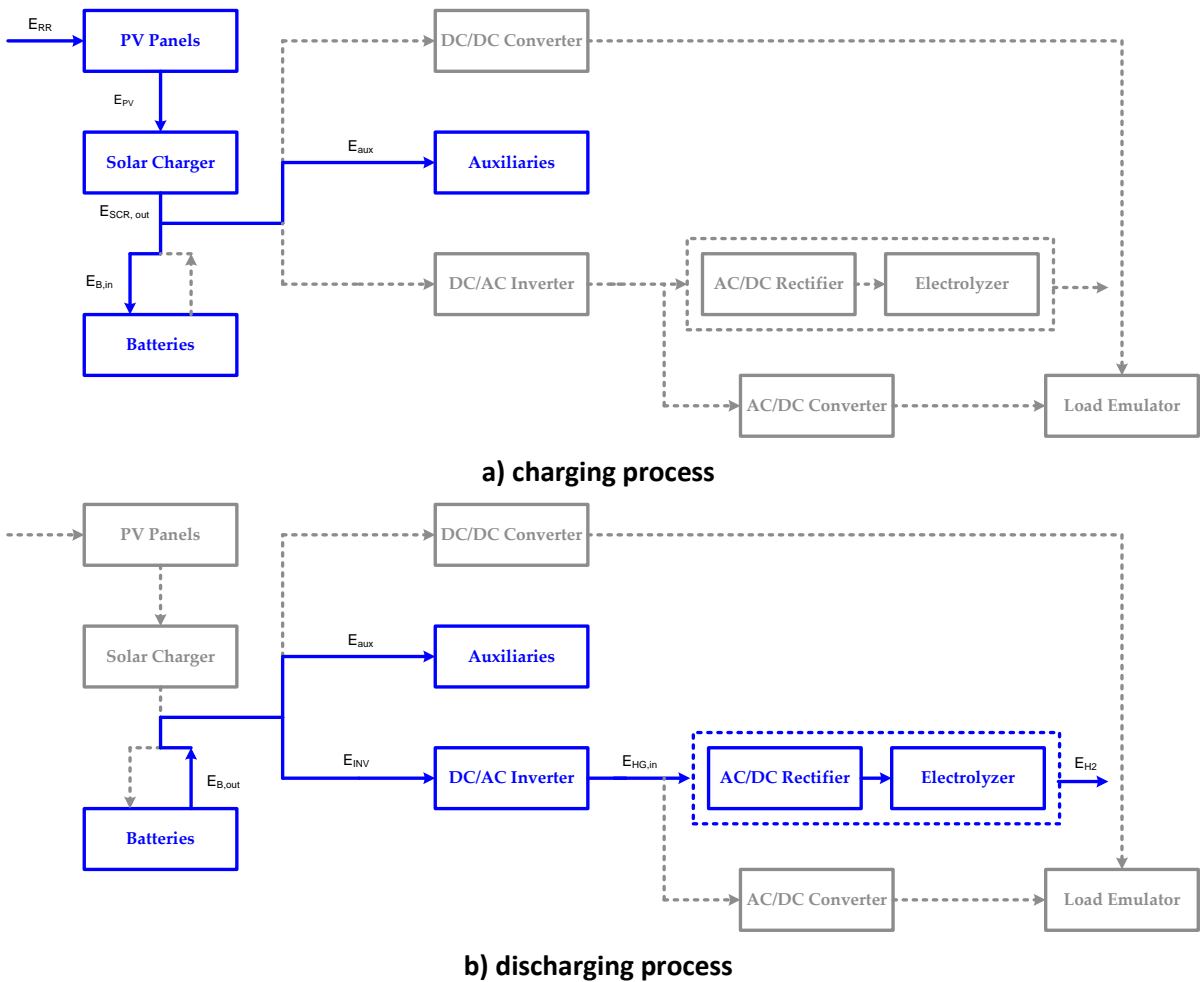 E_RR
PV Panels
DC/DC Converter
E_PV
Solar Charger
E_aux
Auxiliaries
E_SCR, out
E_B,in
DC/AC Inverter
AC/DC Rectifier
Electrolyzer
Batteries
AC/DC Converter
Load Emulator
a) charging process
PV Panels
DC/DC Converter
Solar Charger
E_aux
Auxiliaries
E_INV
DC/AC Inverter
E_HG,in
AC/DC Rectifier
Electrolyzer
E_H2
E_B,out
Batteries
AC/DC Converter
Load Emulator
b) discharging process